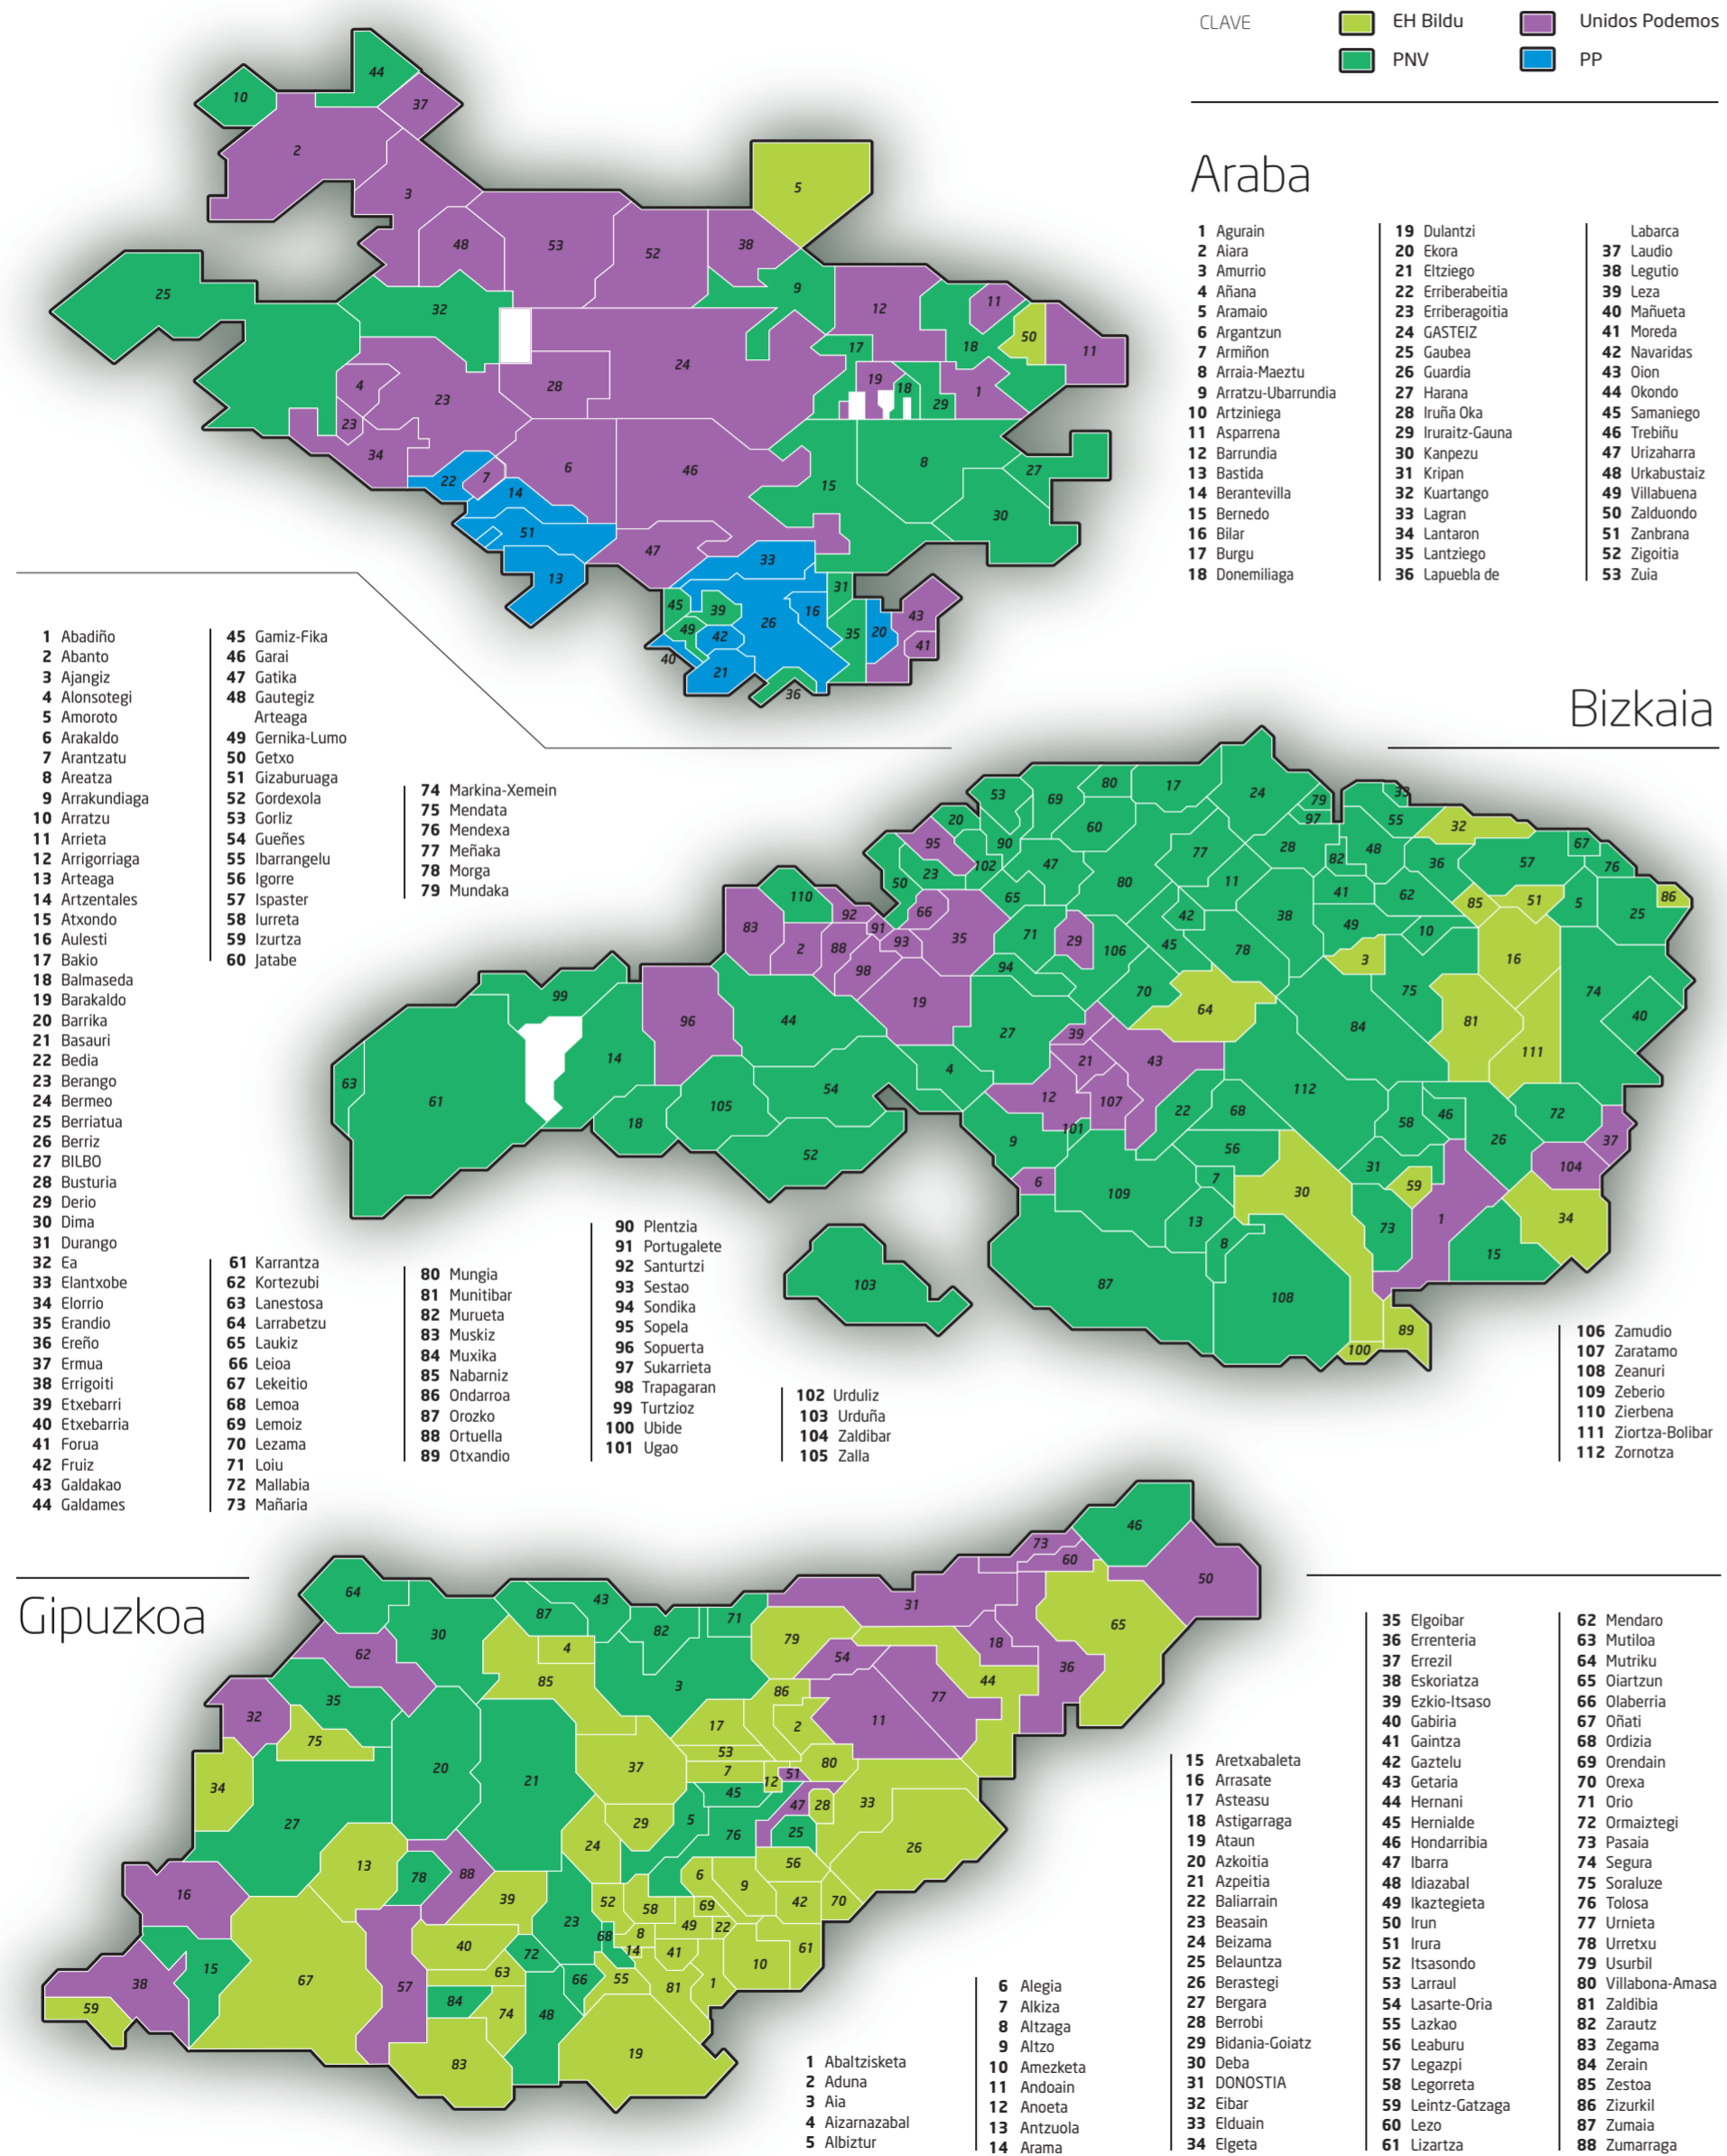 CLAVE
EH Bildu
Unidos Podemos
PNV
PP
Araba
1 Agurain
2 Aiara
3 Amurrio
4 Añana
5 Aramaio
6 Argantzun
7 Armiñon
8 Arraia-Maeztu
9 Arratzu-Ubarrundia
10 Artziniega
11 Asparrena
12 Barrundia
13 Bastida
14 Berantevilla
15 Bernedo
16 Bilar
17 Burgu
18 Donemiliaga
19 Dulantzi
20 Ekora
21 Eltziego
22 Erriberabeitia
23 Erriberagoitia
24 GASTEIZ
25 Gaubea
26 Guardia
27 Harana
28 Iruña Oka
29 Iruraitz-Gauna
30 Kanpezu
31 Kripan
32 Kuartango
33 Lagran
34 Lantaron
35 Lantziego
36 Lapuebla de
Labarca
37 Laudio
38 Legutio
39 Leza
40 Mañueta
41 Moreda
42 Navaridas
43 Oion
44 Okondo
45 Samaniego
46 Trebiñu
47 Urizaharra
48 Urkabustaiz
49 Villabuena
50 Zalduondo
51 Zanbrana
52 Zigoitia
53 Zuia
Bizkaia
1 Abadiño
2 Abanto
3 Ajangiz
4 Alonsotegi
5 Amoroto
6 Arakaldo
7 Arantzatu
8 Areatza
9 Arrakundiaga
10 Arratzu
11 Arrieta
12 Arrigorriaga
13 Arteaga
14 Artzentales
15 Atxondo
16 Aulesti
17 Bakio
18 Balmaseda
19 Barakaldo
20 Barrika
21 Basauri
22 Bedia
23 Berango
24 Bermeo
25 Berriatua
26 Berriz
27 BILBO
28 Busturia
29 Derio
30 Dima
31 Durango
32 Ea
33 Elantxobe
34 Elorrio
35 Erandio
36 Ereño
37 Ermua
38 Errigoiti
39 Etxebarri
40 Etxebarria
41 Forua
42 Fruiz
43 Galdakao
44 Galdames
45 Gamiz-Fika
46 Garai
47 Gatika
48 Gautegiz
Arteaga
49 Gernika-Lumo
50 Getxo
51 Gizaburuaga
52 Gordexola
53 Gorliz
54 Gueñes
55 Ibarrangelu
56 Igorre
57 Ispaster
58 Iurreta
59 Izurtza
60 Jatabe
61 Karrantza
62 Kortezubi
63 Lanestosa
64 Larrabetzu
65 Laukiz
66 Leioa
67 Lekeitio
68 Lemoa
69 Lemoiz
70 Lezama
71 Loiu
72 Mallabia
73 Mañaria
74 Markina-Xemein
75 Mendata
76 Mendexa
77 Meñaka
78 Morga
79 Mundaka
80 Mungia
81 Munitibar
82 Murueta
83 Muskiz
84 Muxika
85 Nabarniz
86 Ondarroa
87 Orozko
88 Ortuella
89 Otxandio
90 Plentzia
91 Portugalete
92 Santurtzi
93 Sestao
94 Sondika
95 Sopela
96 Sopuerta
97 Sukarrieta
98 Trapagaran
99 Turtzioz
100 Ubide
101 Ugao
102 Urduliz
103 Urduña
104 Zaldibar
105 Zalla
106 Zamudio
107 Zaratamo
108 Zeanuri
109 Zeberio
110 Zierbena
111 Ziortza-Bolibar
112 Zornotza
Gipuzkoa
1 Abaltzisketa
2 Aduna
3 Aia
4 Aizarnazabal
5 Albiztur
6 Alegia
7 Alkiza
8 Altzaga
9 Altzo
10 Amezketa
11 Andoain
12 Anoeta
13 Antzuola
14 Arama
15 Aretxabaleta
16 Arrasate
17 Asteasu
18 Astigarraga
19 Ataun
20 Azkoitia
21 Azpeitia
22 Baliarrain
23 Beasain
24 Beizama
25 Belauntza
26 Berastegi
27 Bergara
28 Berrobi
29 Bidania-Goiatz
30 Deba
31 DONOSTIA
32 Eibar
33 Elduain
34 Elgeta
35 Elgoibar
36 Errenteria
37 Errezil
38 Eskoriatza
39 Ezkio-Itsaso
40 Gabiria
41 Gaintza
42 Gaztelu
43 Getaria
44 Hernani
45 Hernialde
46 Hondarribia
47 Ibarra
48 Idiazabal
49 Ikaztegieta
50 Irun
51 Irura
52 Itsasondo
53 Larraul
54 Lasarte-Oria
55 Lazkao
56 Leaburu
57 Legazpi
58 Legorreta
59 Leintz-Gatzaga
60 Lezo
61 Lizartza
62 Mendaro
63 Mutiloa
64 Mutriku
65 Oiartzun
66 Olaberria
67 Oñati
68 Ordizia
69 Orendain
70 Orexa
71 Orio
72 Ormaiztegi
73 Pasaia
74 Segura
75 Soraluze
76 Tolosa
77 Urnieta
78 Urretxu
79 Usurbil
80 Villabona-Amasa
81 Zaldibia
82 Zarautz
83 Zegama
84 Zerain
85 Zestoa
86 Zizurkil
87 Zumaia
88 Zumarraga